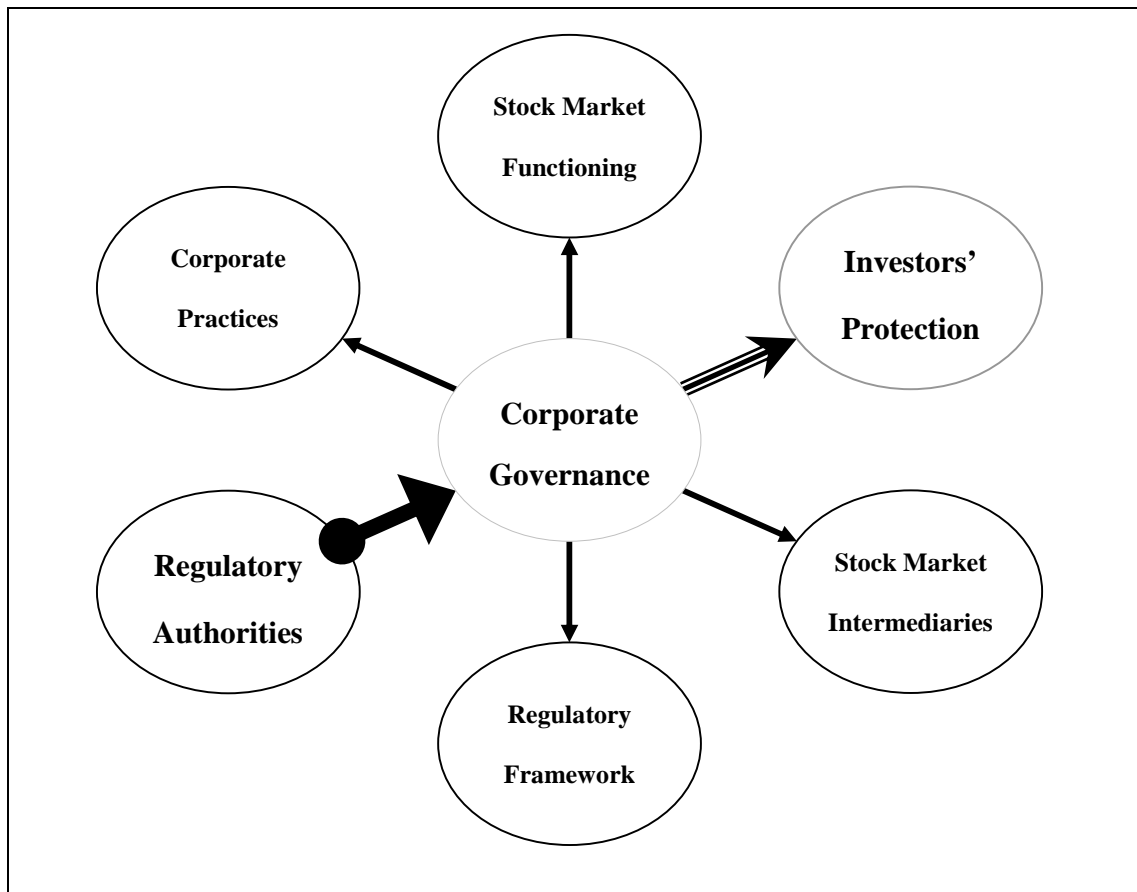 Stock Market
Functioning
Corporate
Practices
Investors’
Protection
Corporate
Governance
Regulatory
Authorities
Stock Market
Intermediaries
Regulatory
Framework